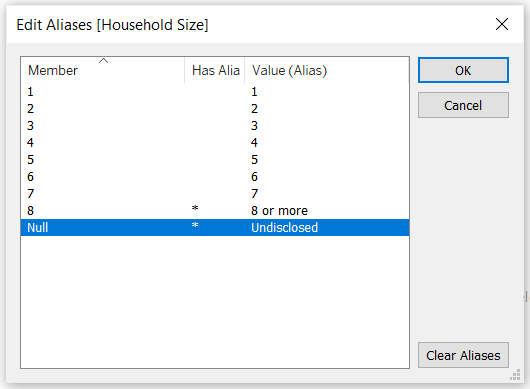 Edit Aliases [Household Size]
Member Has Alia Value (Alias)
1 1
2 2
3 3
4 4
5 5
6 6
7 7
8 * 8 or more
Null * Undisclosed
OK
Cancel
Clear Aliases